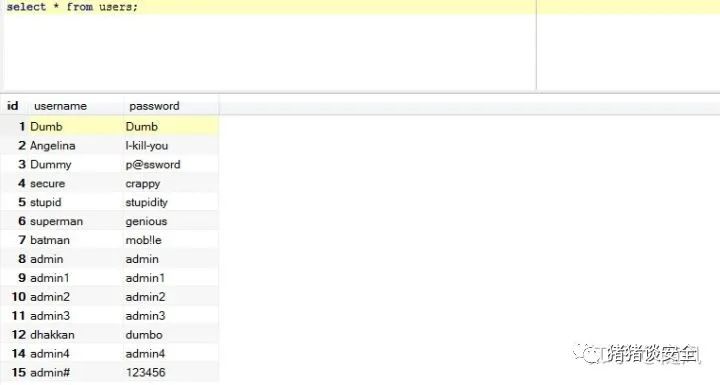 select * from users;
id username password
1 Dumb Dumb
2 Angelina I-kill-you
3 Dummy p@ssword
4 secure crappy
5 stupid stupidity
6 superman genious
7 batman mob!le
8 admin admin
9 admin1 admin1
10 admin2 admin2
11 admin3 admin3
12 dhakkan dumbo
14 admin4 admin4
15 admin# 123456
猪猪谈安全